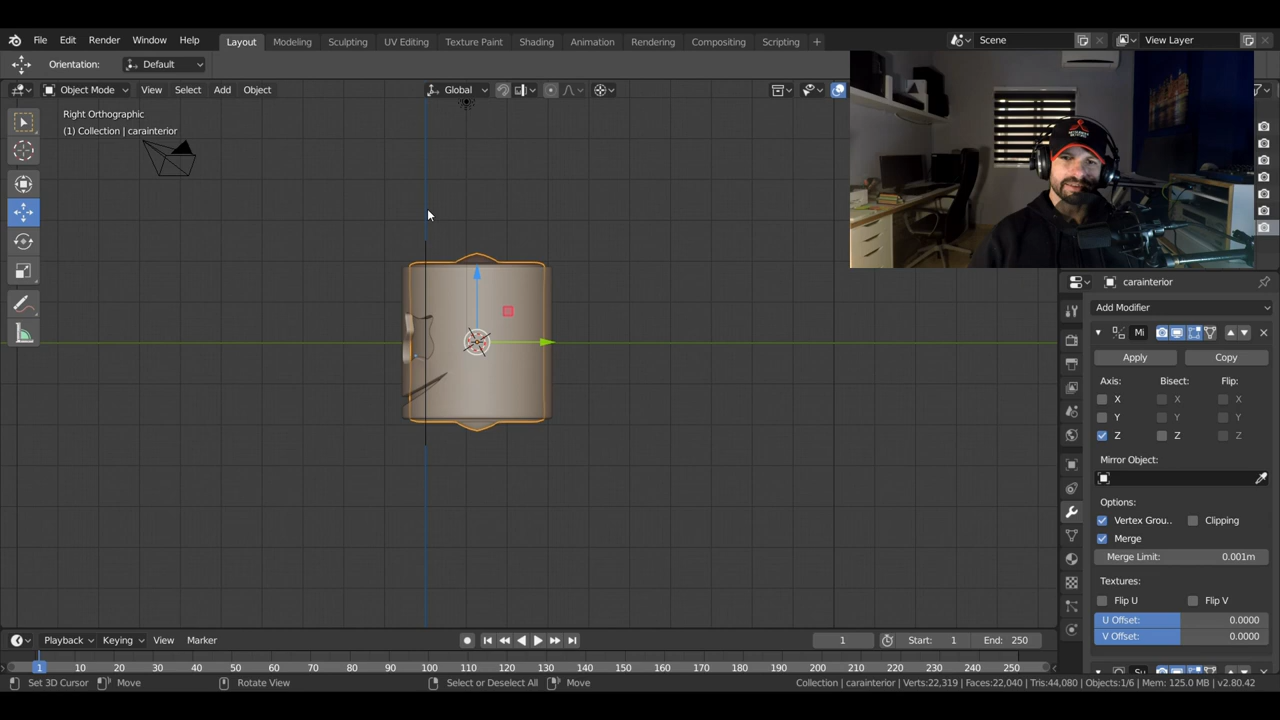 File Edit Render Window Help Layout Modeling Sculpting UV Editing Texture Paint Shading Animation Rendering Compositing Scripting + Scene View Layer
Orientation: Default
Object Mode View Select Add Object Global
Right Orthographic
(1) Collection | carainterior
carainterior
Add Modifier
Mi
Apply Copy
Axis: Bisect: Flip:
X X X
Y Y Y
Z Z Z
Mirror Object:
Options:
Vertex Grou.. Clipping
Merge
Merge Limit: 0.001m
Textures:
Flip U Flip V
U Offset: 0.0000
V Offset: 0.0000
Playback Keying View Marker 1 Start: 1 End: 250
1 10 20 30 40 50 60 70 80 90 100 110 120 130 140 150 160 170 180 190 200 210 220 230 240 250
Set 3D Cursor Move Rotate View Select or Deselect All Move Collection | carainterior | Verts:22,319 | Faces:22,040 | Tris:44,080 | Objects:1/6 | Mem: 125.0 MB | v2.80.42